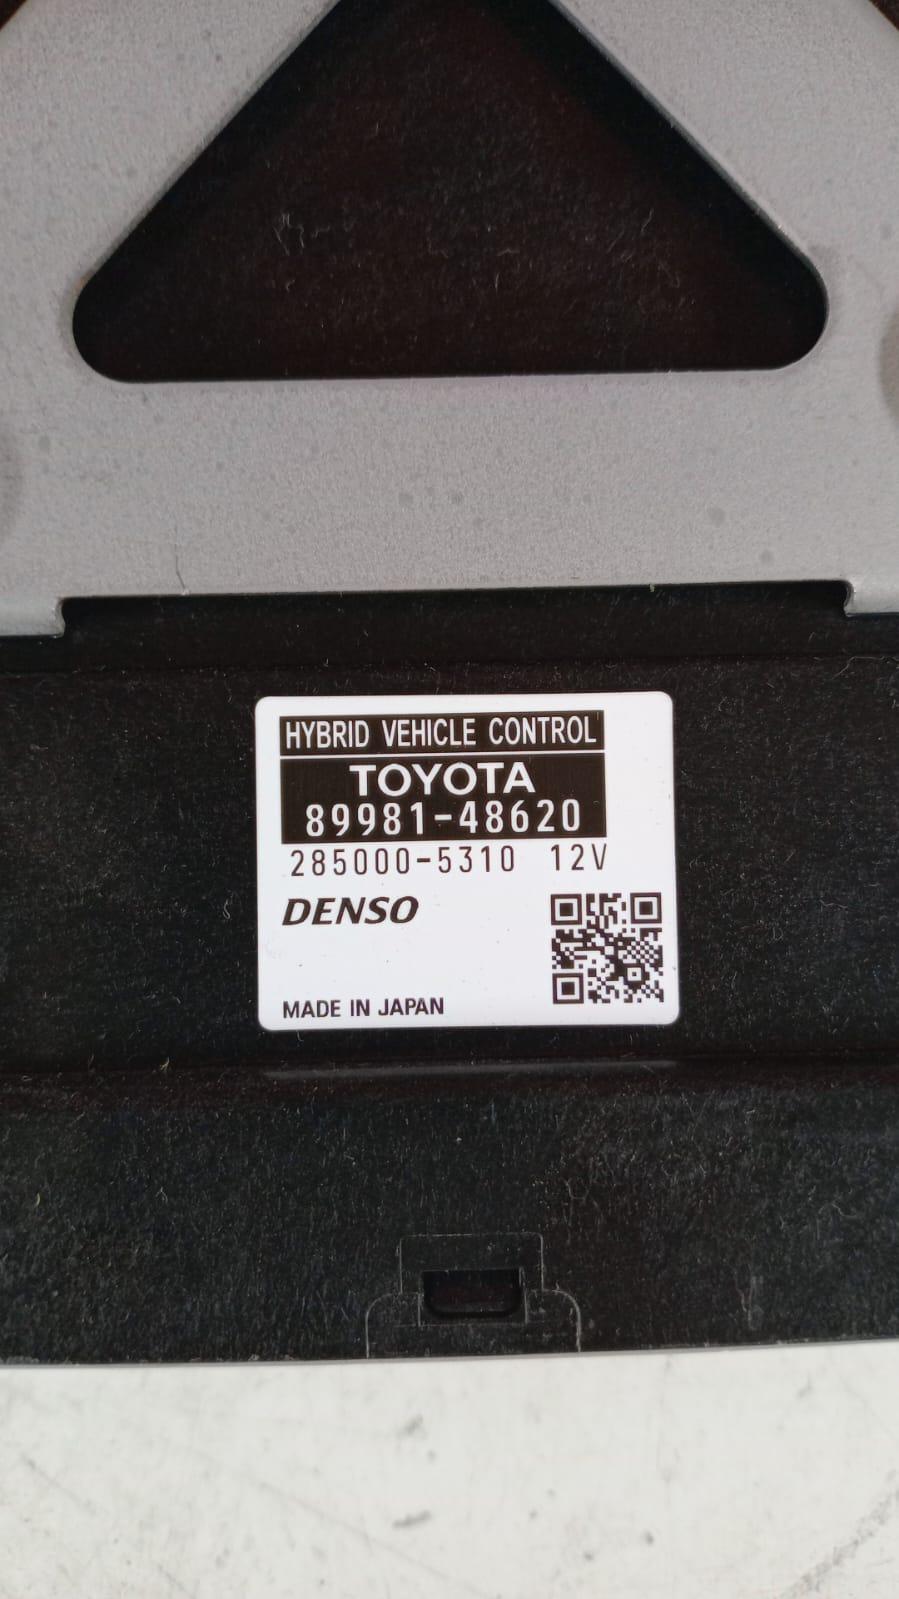 HYBRID VEHICLE CONTROL
TOYOTA
89981-48620
285000-5310 12V
DENSO
MADE IN JAPAN